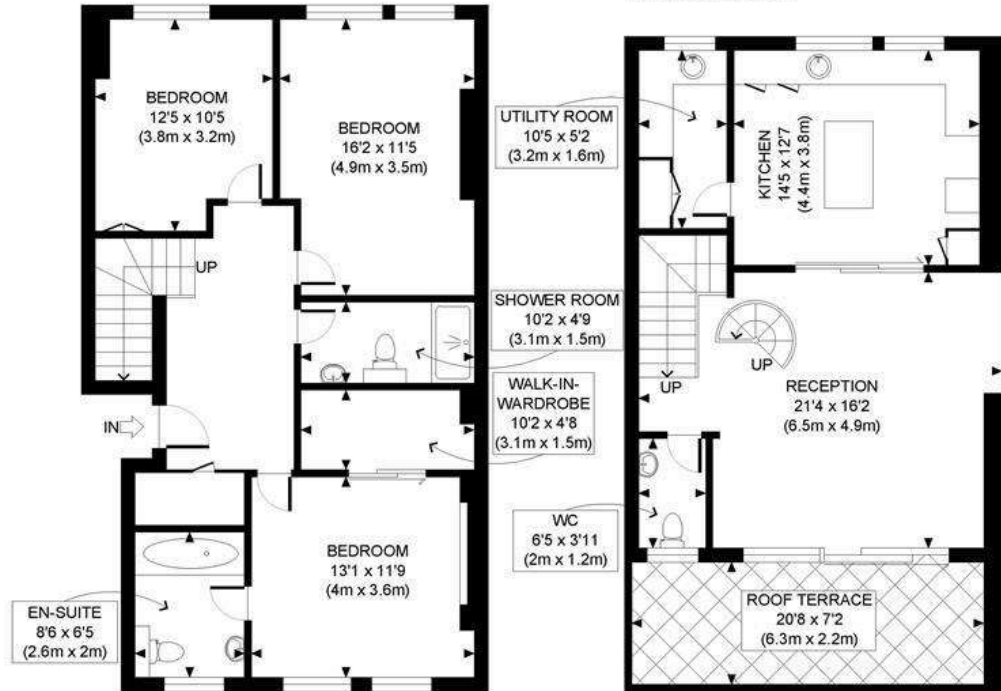 BEDROOM
12'5 x 10'5
(3.8m x 3.2m)
BEDROOM
16'2 x 11'5
(4.9m x 3.5m)
UP
SHOWER ROOM
10'2 x 4'9
(3.1m x 1.5m)
WALK-IN-
WARDROBE
10'2 x 4'8
(3.1m x 1.5m)
IN
BEDROOM
13'1 x 11'9
(4m x 3.6m)
EN-SUITE
8'6 x 6'5
(2.6m x 2m)
UTILITY ROOM
10'5 x 5'2
(3.2m x 1.6m)
KITCHEN
14'5 x 12'7
(4.4m x 3.8m)
UP
UP
RECEPTION
21'4 x 16'2
(6.5m x 4.9m)
WC
6'5 x 3'11
(2m x 1.2m)
ROOF TERRACE
20'8 x 7'2
(6.3m x 2.2m)